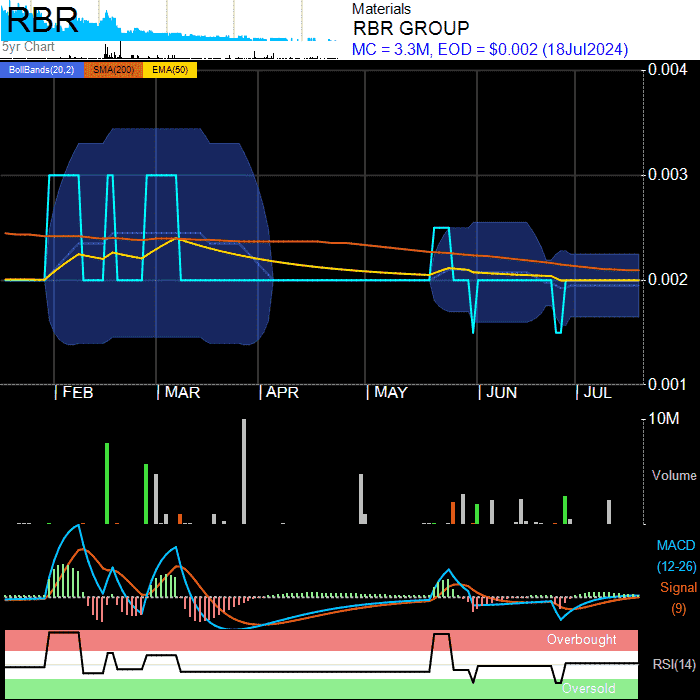 RBR
5yr Chart
Materials
RBR GROUP
MC = 3.3M, EOD = $0.002 (18Jul2024)
BollBands(20,2) SMA(200) EMA(50)
0.004
0.003
0.002
0.001
FEB MAR APR MAY JUN JUL
10M
Volume
MACD
(12-26)
Signal
(9)
Overbought
RSI(14)
Oversold